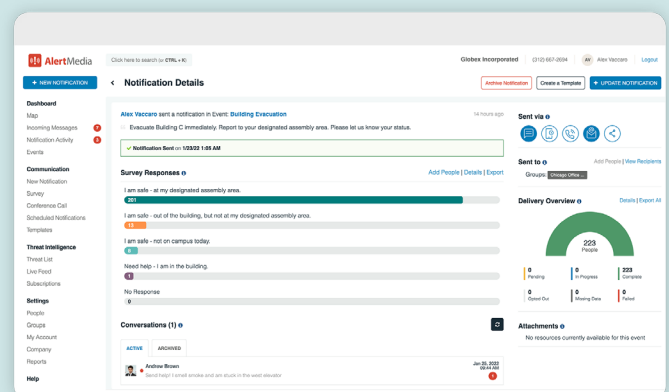 AlertMedia
Click here to search (or CTRL + K)
Globex Incorporated
(312)-667-2694
AV
Alex Vaccaro
Logout
+ NEW NOTIFICATION
Notification Details
Archive Notification
Create a Template
+ UPDATE NOTIFICATION
Dashboard
Map
Incoming Messages
Notification Activity
Events
Communication
New Notification
Survey
Conference Call
Scheduled Notifications
Templates
Threat Intelligence
Threat List
Live Feed
Subscriptions
Settings
People
Groups
My Account
Company
Reports
Help
Alex Vaccaro sent a notification in Event: Building Evacuation
14 hours ago
Evacuate Building C immediately. Report to your designated assembly area. Please let us know your status.
✓ Notification Sent on 1/23/22 1:05 AM
Survey Responses
Add People | Details | Export
I am safe - at my designated assembly area.
201
I am safe - out of the building, but not at my designated assembly area.
13
I am safe - not on campus today.
I am safe - not on campus today.
Need help - I am in the building.
1
No Response
0
Conversations (1)
ACTIVE
ARCHIVED
Andrew Brown
Send help! I smell smoke and am stuck in the west elevator
Jan 25, 2022
09:44 AM
1
Sent via
Sent to
Add People | View Recipients
Groups:
Chicago Office
Delivery Overview
Details | Export All
223
People
0
Pending
0
In Progress
223
Complete
0
Opted Out
0
Missing Data
0
Failed
Attachments
No resources currently available for this event